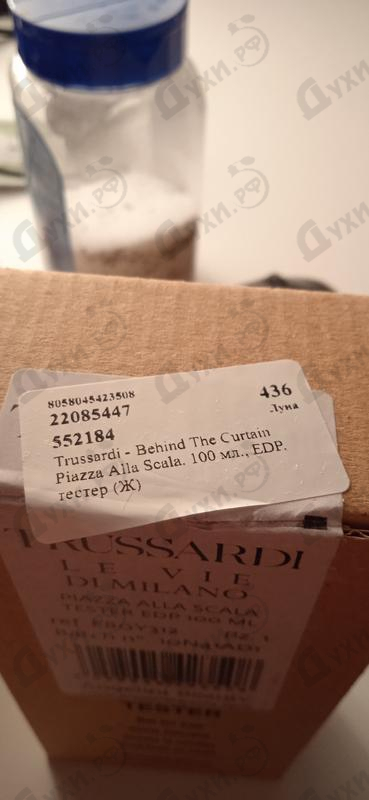 8058045423508
436
22085447
Луна
552184
Trussardi - Behind The Curtain
Piazza Alla Scala. 100 мл., EDP.
тестер (Ж)
TRUSSARDI
LE VIE
DI MILANO
PIAZZA ALLA SCALA
TESTER EDP 100 ML
TESTER
Духи.рф